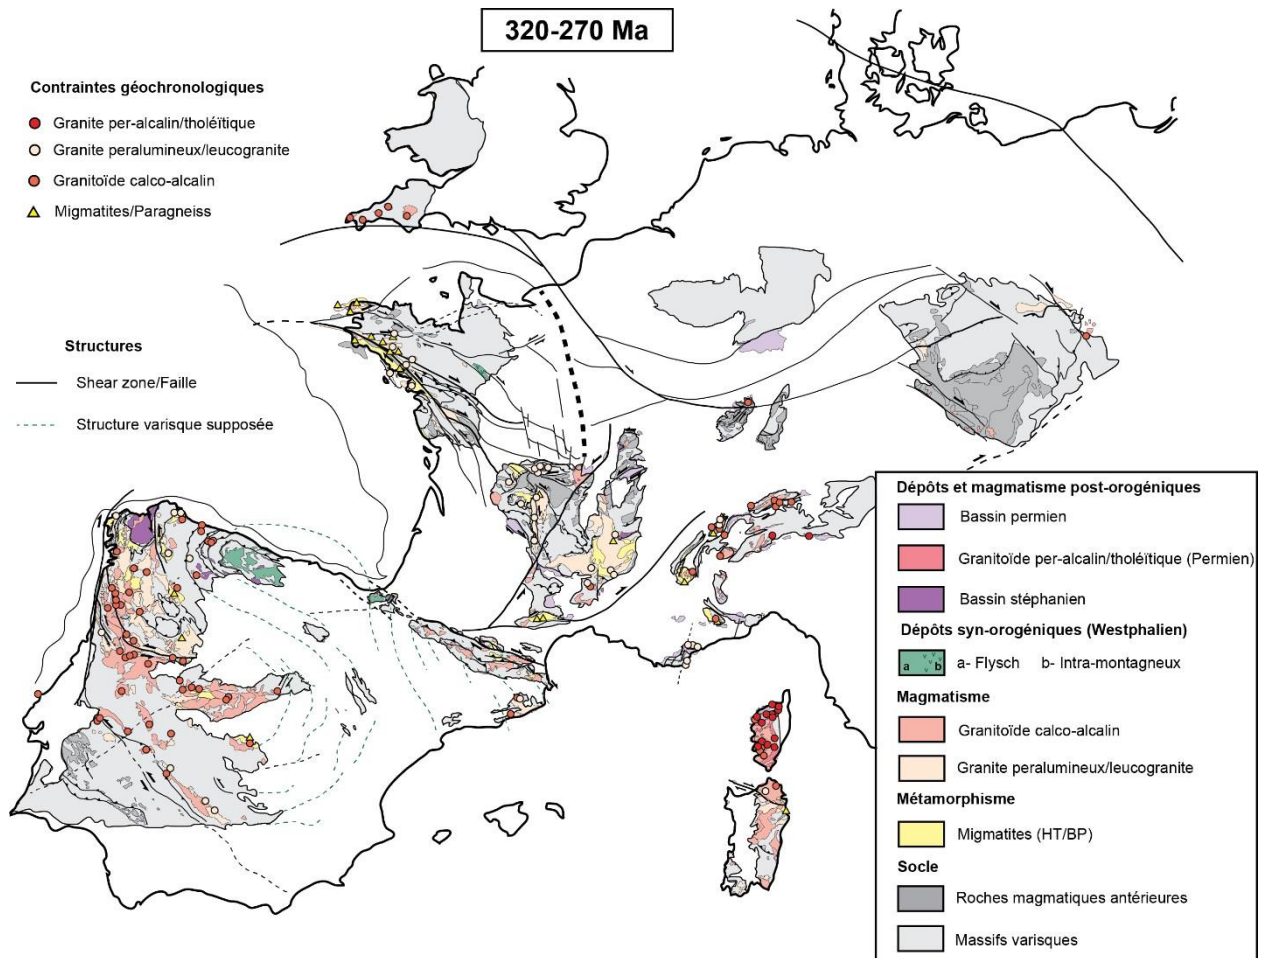 320-270 Ma
Contraintes géochronologiques
Granite per-alcalin/tholéïtique
Granite peralumineux/leucogranite
Granitoïde calco-alcalin
Migmatites/Paragneiss
Structures
Shear zone/Faille
Structure varisque supposée
Dépôts et magmatisme post-orogéniques
Bassin permien
Granitoïde per-alcalin/tholéïtique (Permien)
Bassin stéphanien
Dépôts syn-orogéniques (Westphalien)
a b a- Flysch b- Intra-montagneux
Magmatisme
Granitoïde calco-alcalin
Granite peralumineux/leucogranite
Métamorphisme
Migmatites (HT/BP)
Socle
Roches magmatiques antérieures
Massifs varisques